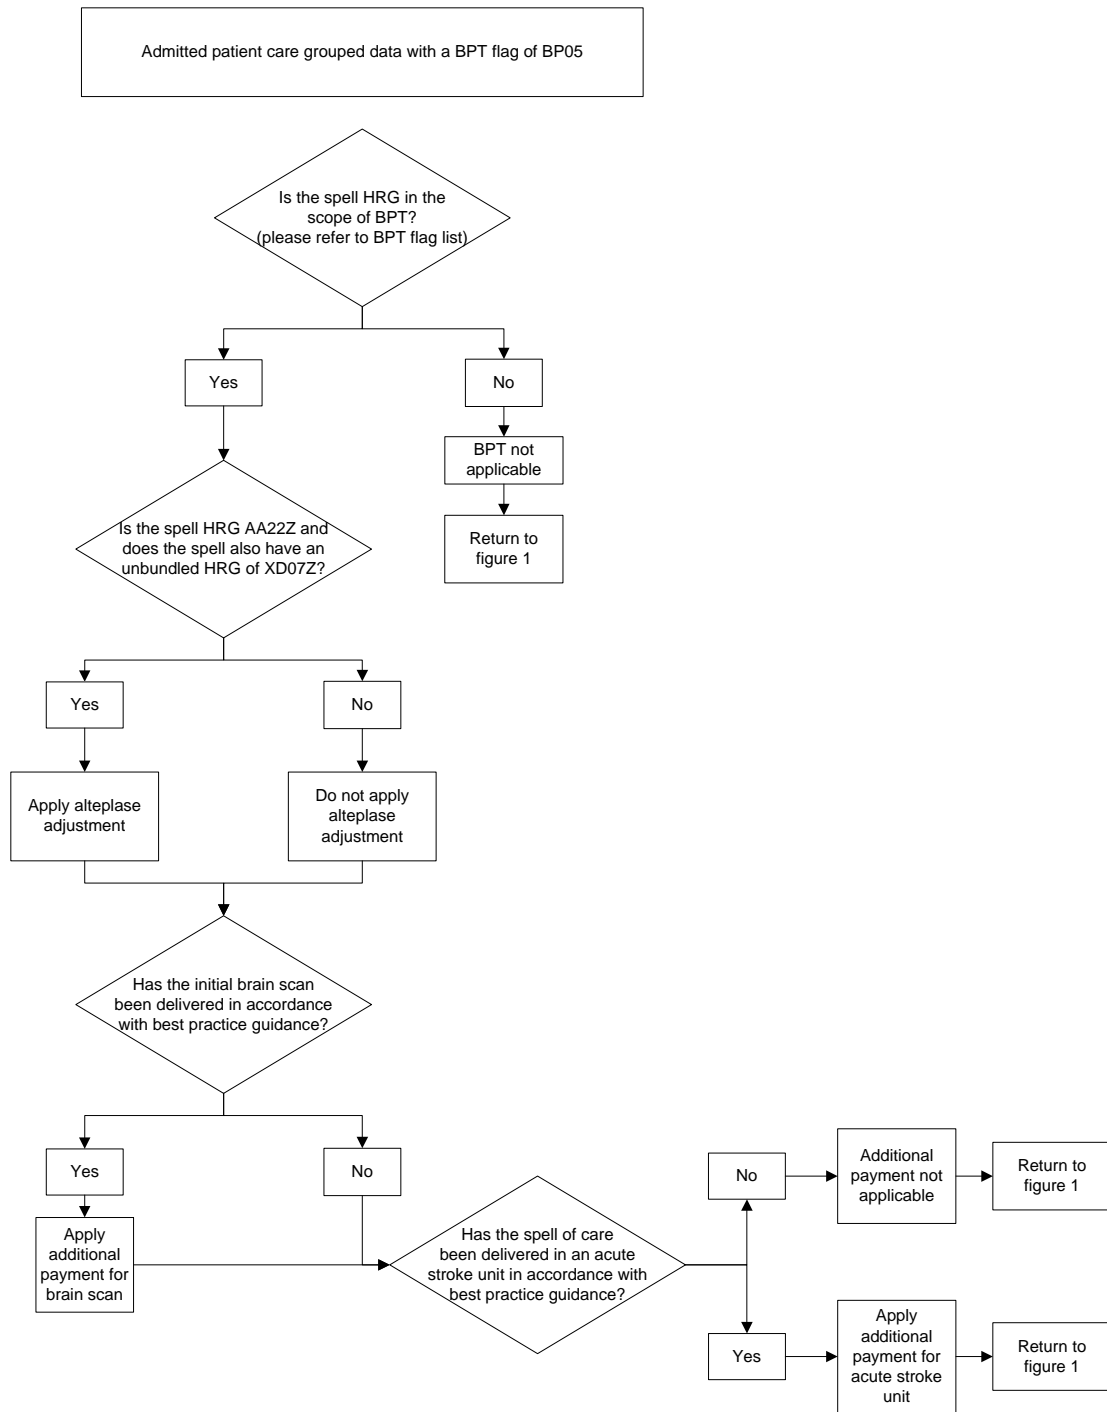 Admitted patient care grouped data with a BPT flag of BP05
Is the spell HRG in the
scope of BPT?
(please refer to BPT flag list)
Yes
No
BPT not
applicable
Return to
figure 1
Is the spell HRG AA22Z and
does the spell also have an
unbundled HRG of XD07Z?
Yes
No
Apply alteplase
adjustment
Do not apply
alteplase
adjustment
Has the initial brain scan
been delivered in accordance
with best practice guidance?
Yes
No
Apply
additional
payment for
brain scan
Has the spell of care
been delivered in an acute
stroke unit in accordance with
best practice guidance?
No
Additional
payment not
applicable
Return to
figure 1
Yes
Apply
additional
payment for
acute stroke
unit
Return to
figure 1